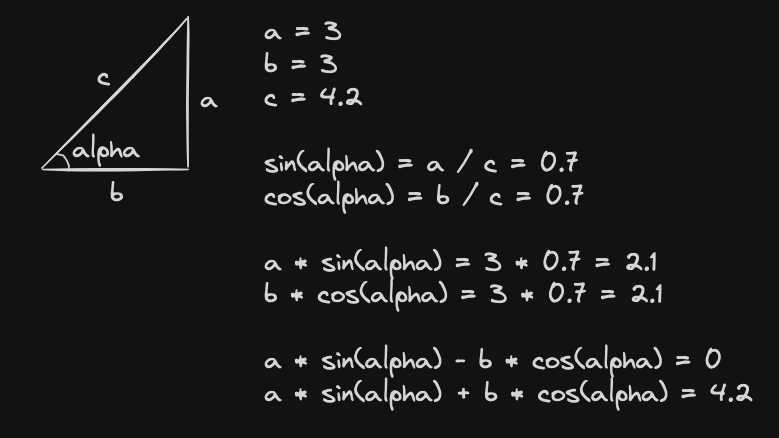 c
a
alpha
b
a = 3
b = 3
c = 4.2
sin(alpha) = a / c = 0.7
cos(alpha) = b / c = 0.7
a * sin(alpha) = 3 * 0.7 = 2.1
b * cos(alpha) = 3 * 0.7 = 2.1
a * sin(alpha) - b * cos(alpha) = 0
a * sin(alpha) + b * cos(alpha) = 4.2